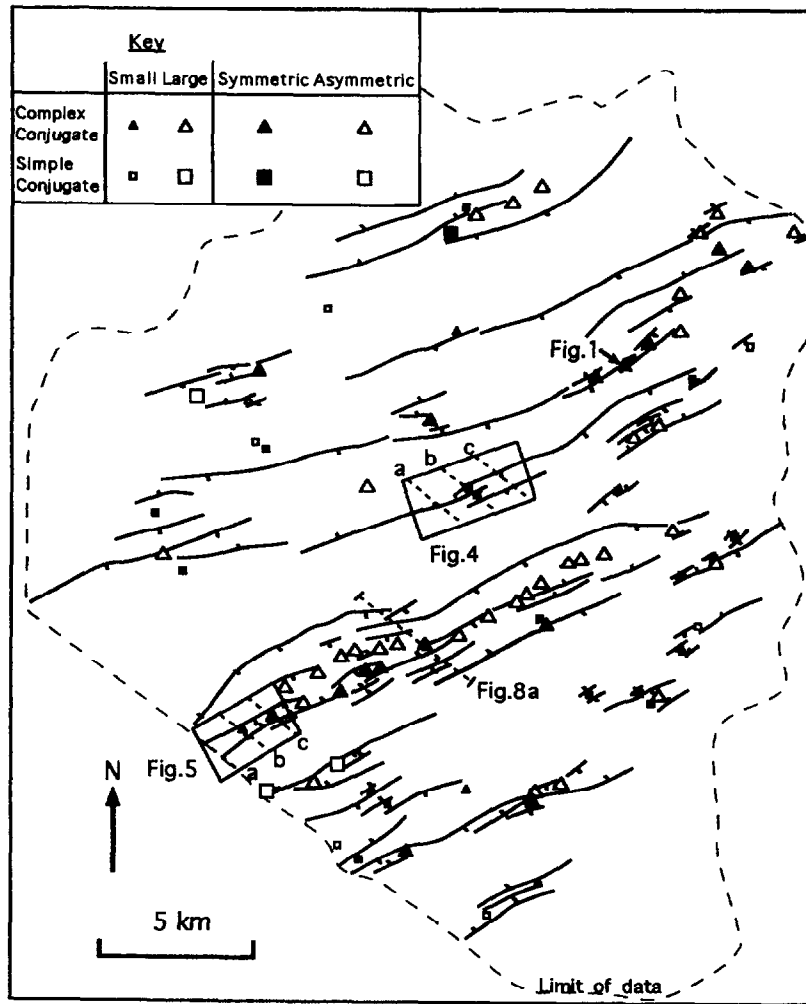 Key
Small Large Symmetric Asymmetric
Complex
Conjugate
Simple
Conjugate
Fig.1
a b c
Fig.4
Fig.8a
Fig.5
a b c
N
5 km
Limit of data